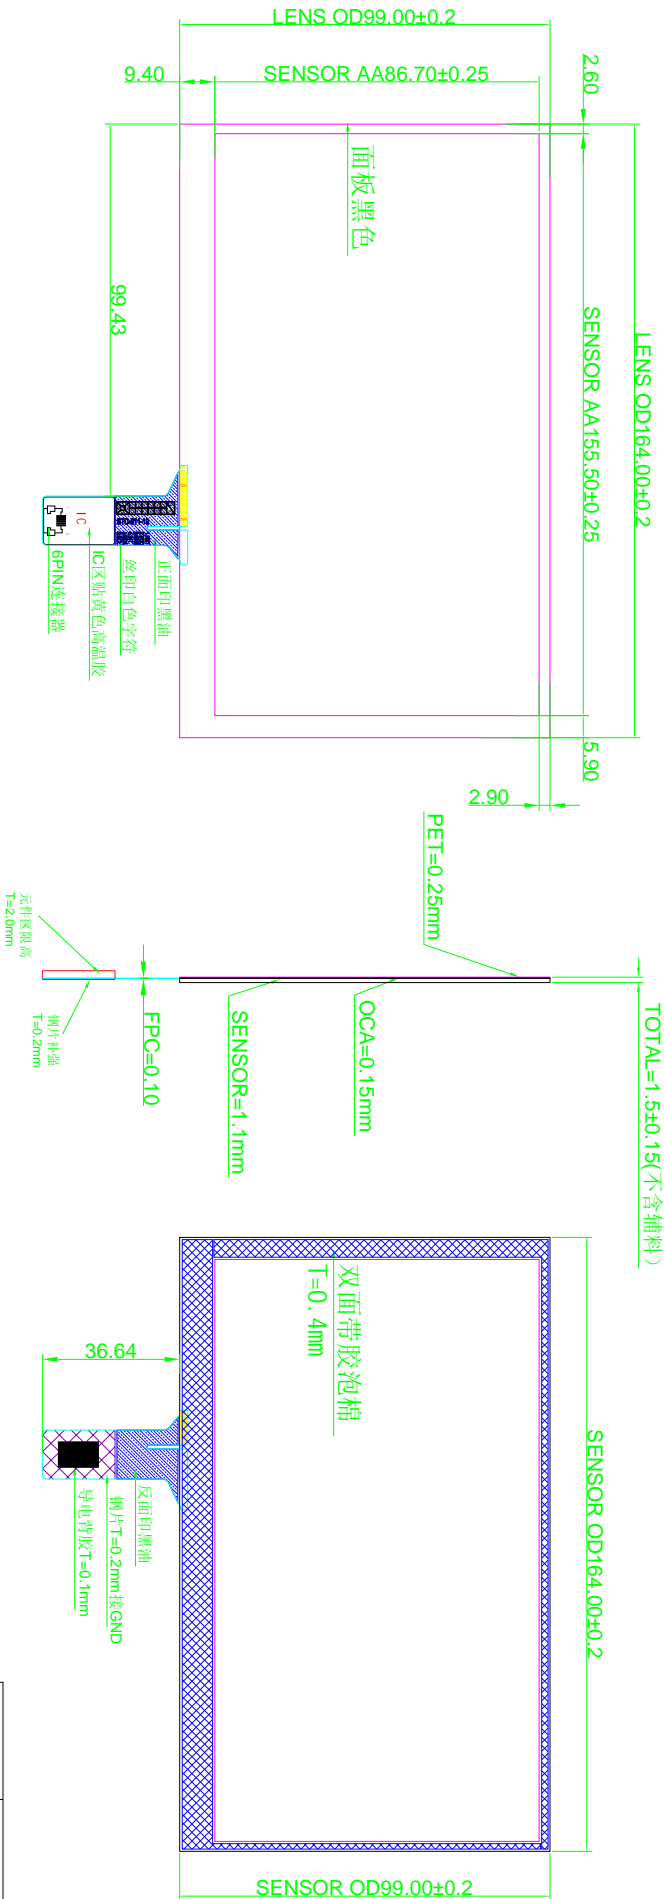 LENS OD99.00±0.2
SENSOR AA86.70±0.25
9.40
2.60
面板黑色
LENS OD164.00±0.2
SENSOR AA155.50±0.25
99.43
正面印黑油
丝印白色字符
IC区贴黄色高温胶
6PIN连接器
IC
5.90
2.90
PET=0.25mm
OCA=0.15mm
SENSOR=1.1mm
FPC=0.10
TOTAL=1.5±0.15(不含辅料)
元件区限高
T=2.0mm
钢片补强
T=0.2mm
双面带胶泡棉
T=0.4mm
36.64
反面印黑油
钢片T=0.2mm接GND
导电背胶T=0.1mm
SENSOR OD164.00±0.2
SENSOR OD99.00±0.2